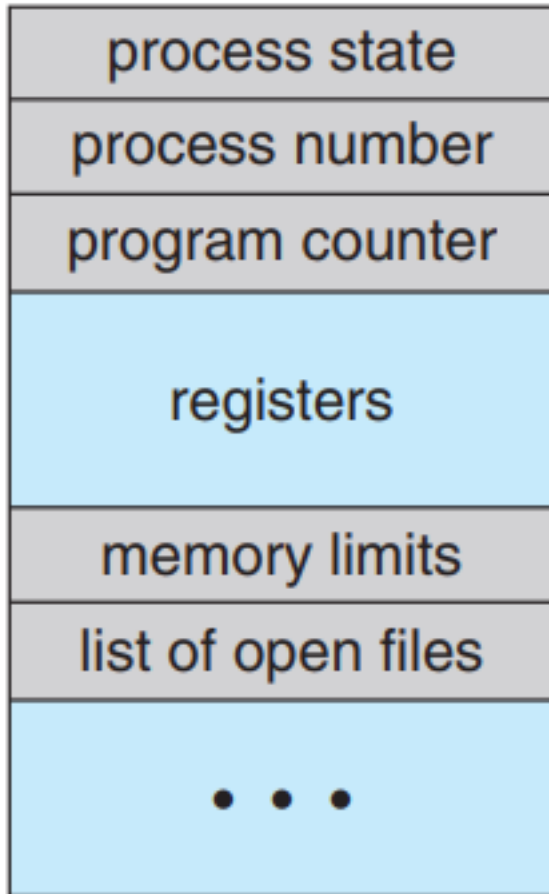 process state
process number
program counter
registers
memory limits
list of open files
• • •